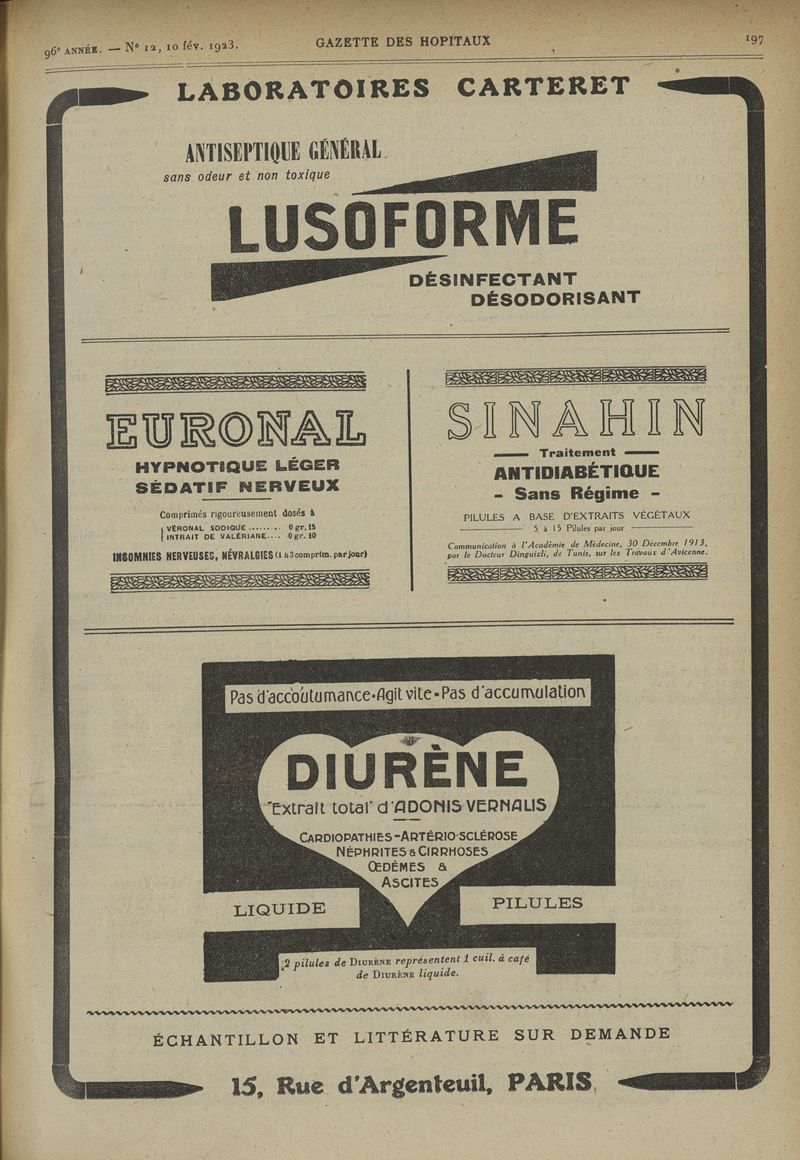 96e ANNÉE. — No 12, 10 fév. 1923.
GAZETTE DES HOPITAUX
197
LABORATOIRES CARTERET
ANTISEPTIQUE GÉNÉRAL
sans odeur et non toxique
LUSOFORME
DÉSINFECTANT
DÉSODORISANT
EURONAL
HYPNOTIQUE LÉGER
SÉDATIF NERVEUX
Comprimés rigoureusement dosés à
VÉRONAL SODIQUE ........ 0 gr. 15
INTRAIT DE VALÉRIANE.... 0 gr. 10
INSOMNIES NERVEUSES, NÉVRALGIES (1 à 3 comprim. par jour)
SINAHIN
Traitement
ANTIDIABÉTIQUE
- Sans Régime -
PILULES A BASE D'EXTRAITS VÉGÉTAUX
5 à 15 Pilules par jour
Communication à l'Académie de Médecine, 30 Décembre 1913,
par le Docteur Dinguizli, de Tunis, sur les Travaux d'Avicenne.
Pas d'accoutumance-Agit vite-Pas d'accumulation
DIURÈNE
"Extrait total" d'ADONIS VERNALIS
CARDIOPATHIES-ARTÉRIO-SCLÉROSE
NÉPHRITES & CIRRHOSES
ŒDÈMES &
ASCITES
LIQUIDE
PILULES
2 pilules de DIURÈNE représentent 1 cuil. à café
de DIURÈNE liquide.
ÉCHANTILLON ET LITTÉRATURE SUR DEMANDE
15, Rue d'Argenteuil, PARIS